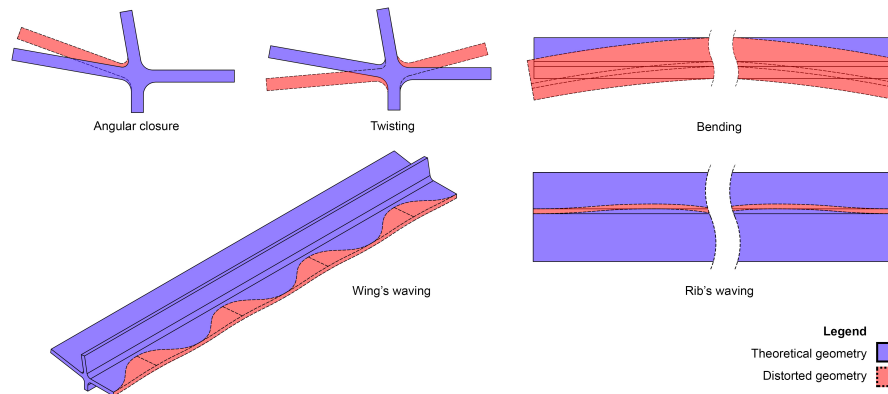 Angular closure
Twisting
Bending
Wing's waving
Rib's waving
Legend
Theoretical geometry
Distorted geometry